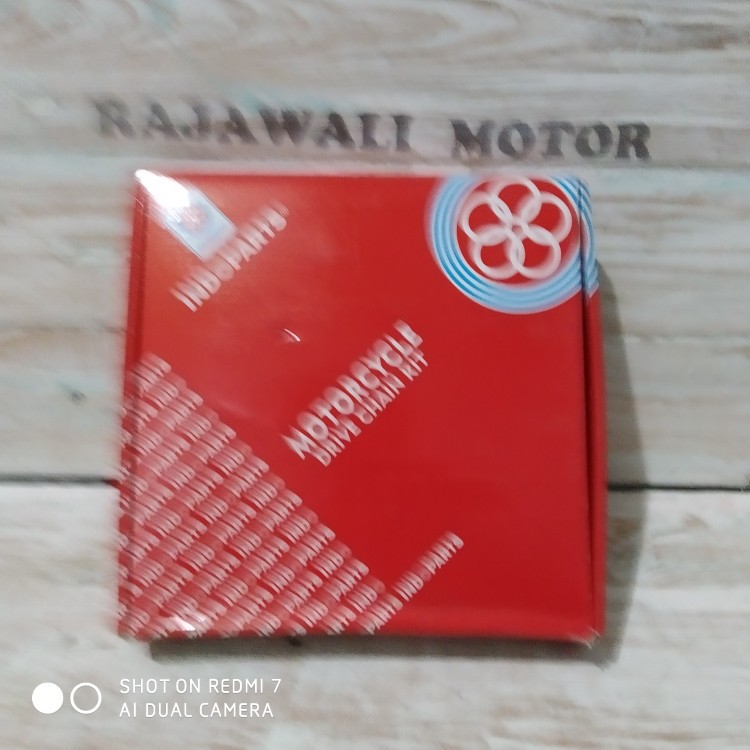 RAJAWALI MOTOR
INDOPARTS
MOTORCYCLE
DRIVE CHAIN KIT
INDOPARTS
SHOT ON REDMI 7
AI DUAL CAMERA